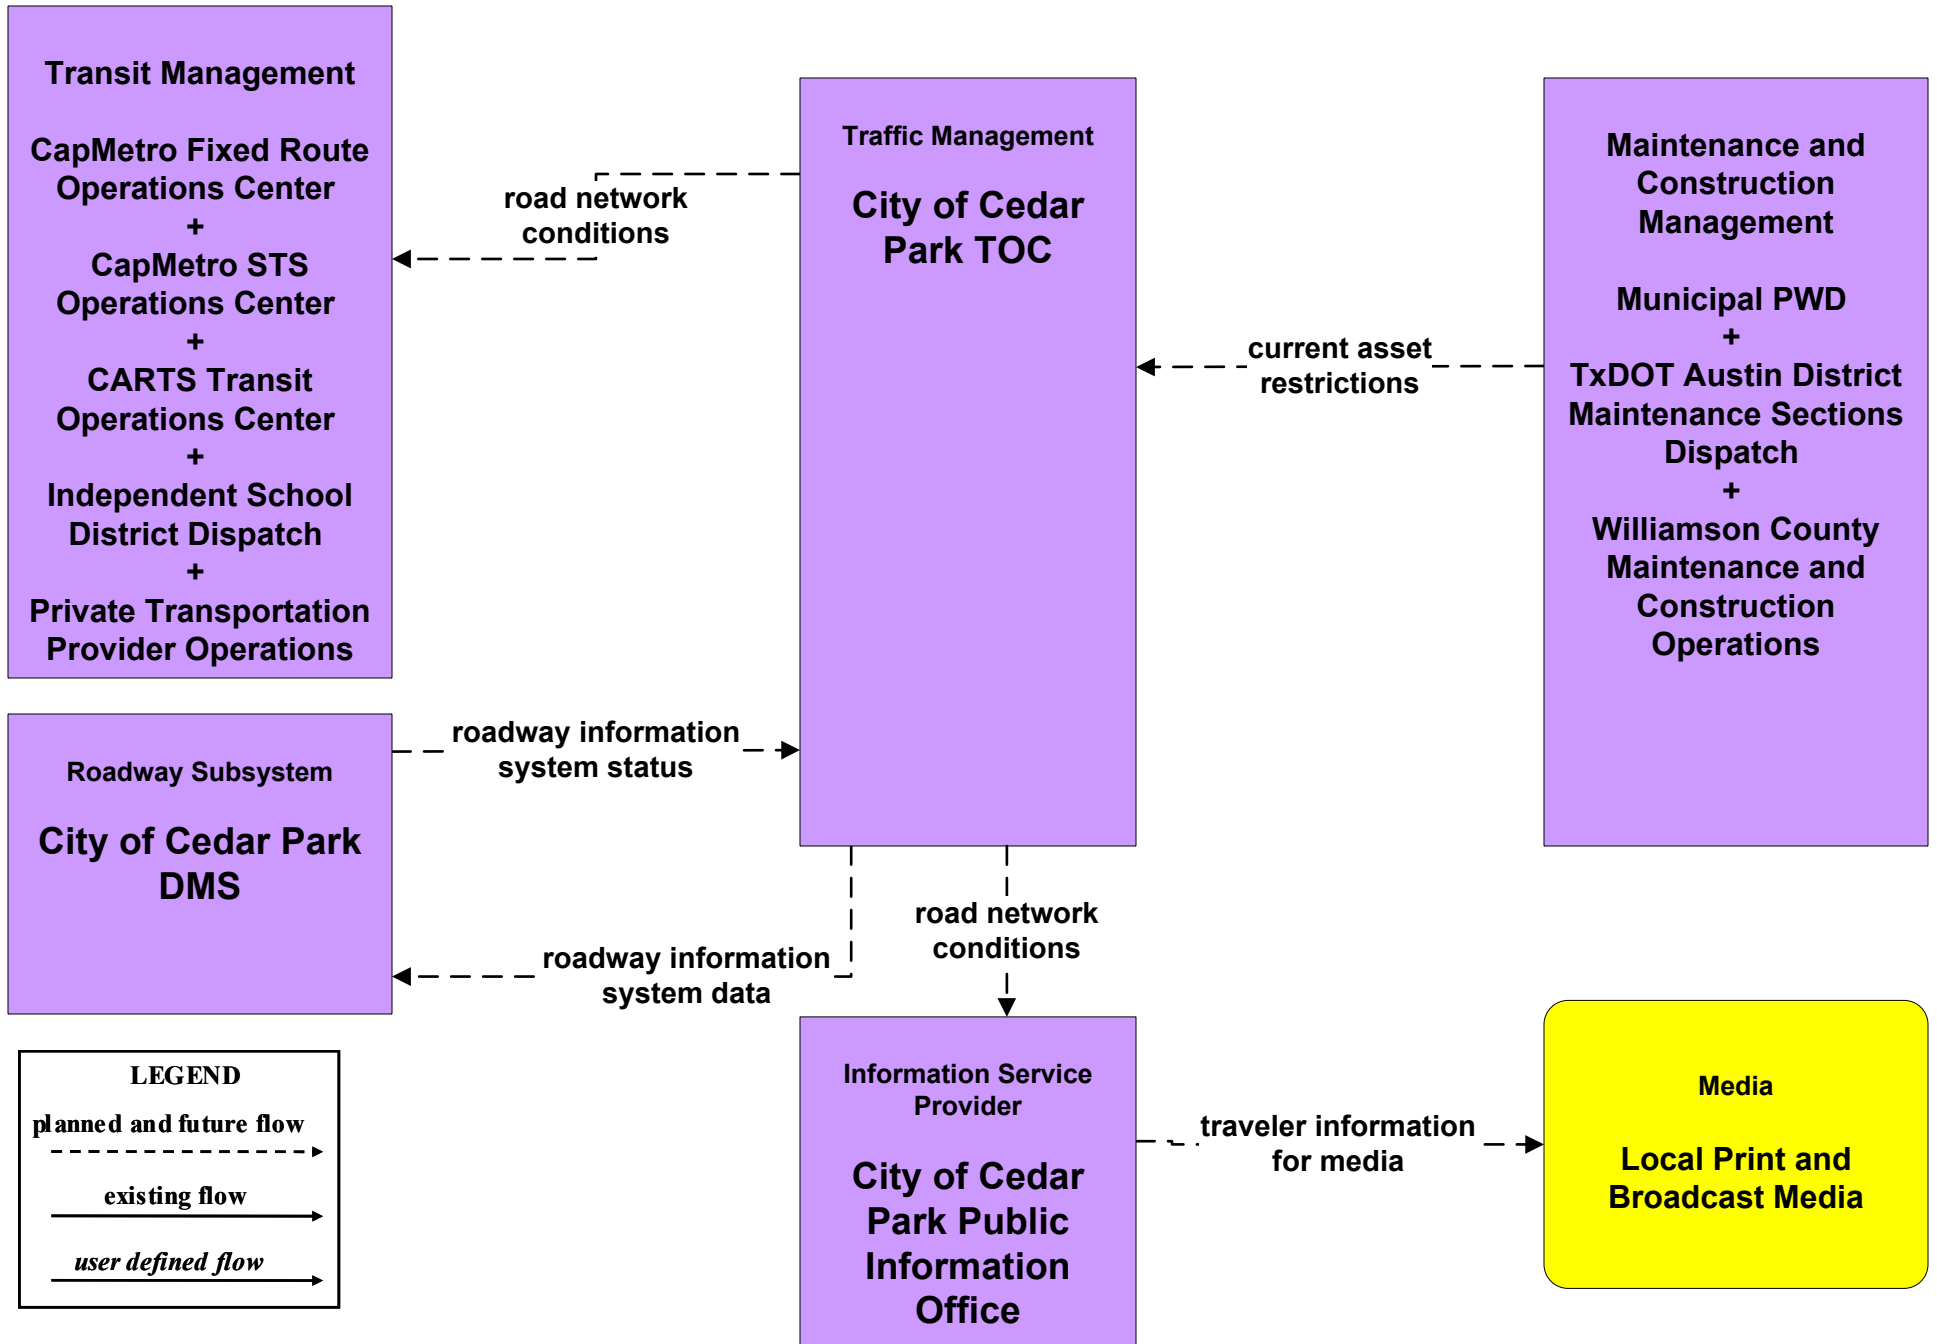 Transit Management
CapMetro Fixed Route
Operations Center
+
CapMetro STS
Operations Center
+
CARTS Transit
Operations Center
+
Independent School
District Dispatch
+
Private Transportation
Provider Operations
road network
conditions
Traffic Management
City of Cedar
Park TOC
current asset
restrictions
Maintenance and
Construction
Management
Municipal PWD
+
TxDOT Austin District
Maintenance Sections
Dispatch
+
Williamson County
Maintenance and
Construction
Operations
Roadway Subsystem
City of Cedar Park
DMS
roadway information
system status
roadway information
system data
road network
conditions
LEGEND
planned and future flow
existing flow
user defined flow
Information Service
Provider
City of Cedar
Park Public
Information
Office
traveler information
for media
Media
Local Print and
Broadcast Media